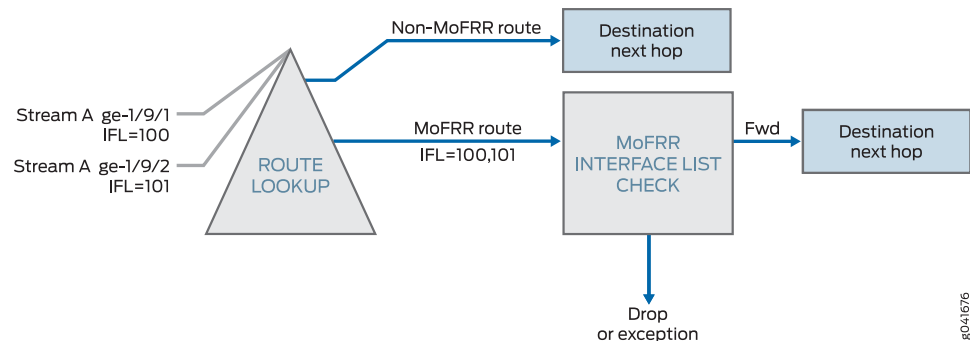 Non-MoFRR route
Destination
next hop
Stream A ge-1/9/1
IFL=100
Stream A ge-1/9/2
IFL=101
ROUTE
LOOKUP
MoFRR route
IFL=100,101
MoFRR
INTERFACE LIST
CHECK
Fwd
Destination
next hop
Drop
or exception
g041676